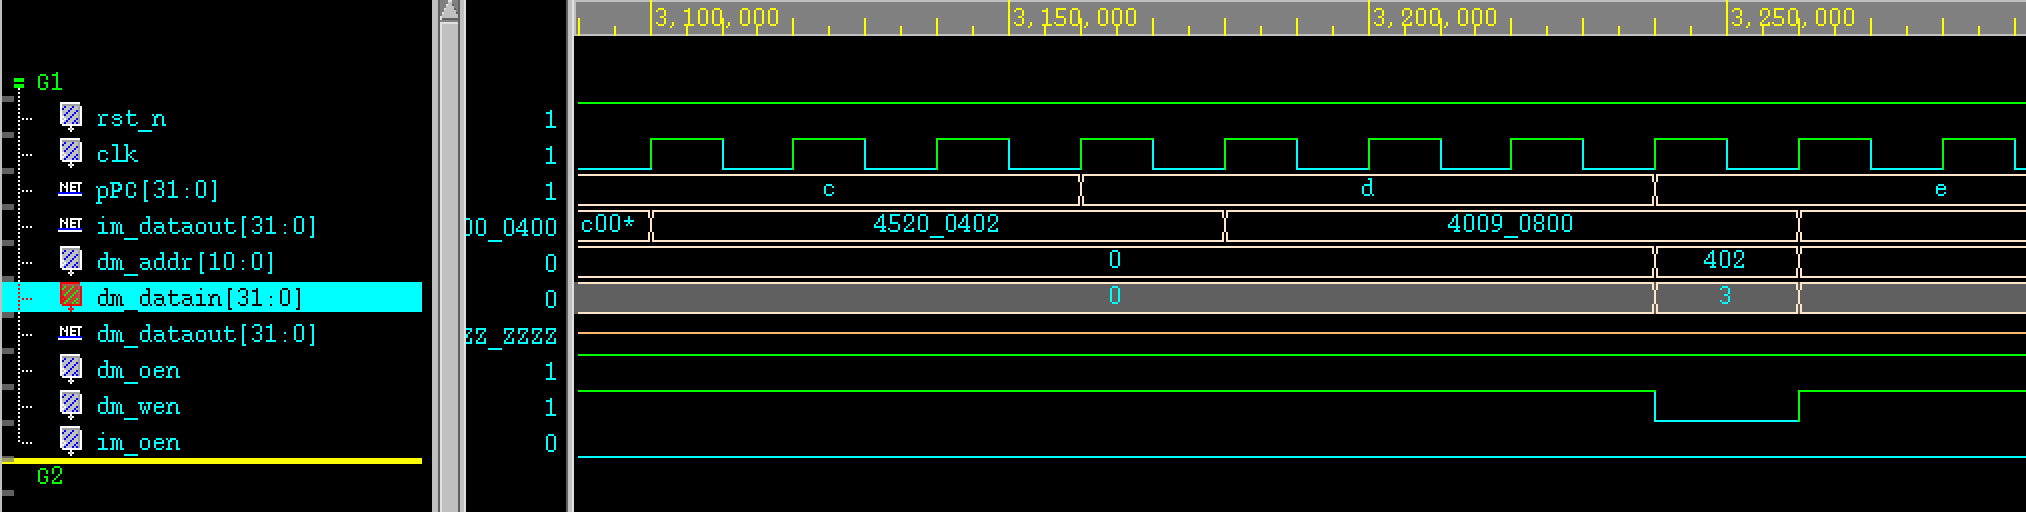 3,100,000 3,150,000 3,200,000 3,250,000
G1
rst_n 1
clk 1
NET pPC[31:0] 1 c d e
NET im_dataout[31:0] 00_0400 c00* 4520_0402 4009_0800
dm_addr[10:0] 0 0 402
dm_datain[31:0] 0 0 3
NET dm_dataout[31:0] ZZ_ZZZZ
dm_oen 1
dm_wen 1
im_oen 0
G2